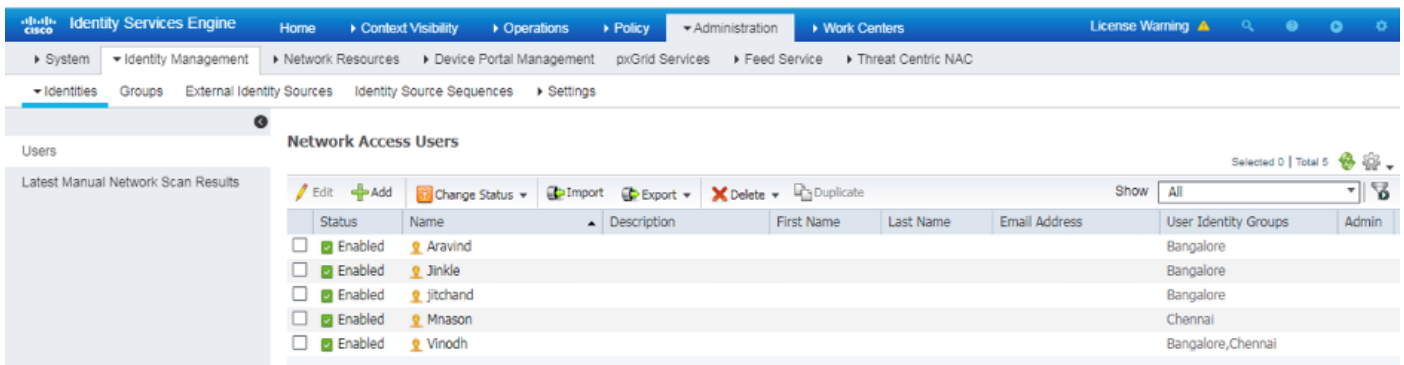 cisco Identity Services Engine Home Context Visibility Operations Policy Administration Work Centers License Warning
System Identity Management Network Resources Device Portal Management pxGrid Services Feed Service Threat Centric NAC
Identities Groups External Identity Sources Identity Source Sequences Settings
Users
Latest Manual Network Scan Results
Network Access Users
Selected 0 | Total 5
Edit Add Change Status Import Export Delete Duplicate Show All
Status Name Description First Name Last Name Email Address User Identity Groups Admin
Enabled Aravind Bangalore
Enabled Jinkle Bangalore
Enabled jitchand Bangalore
Enabled Mnason Chennai
Enabled Vinodh Bangalore,Chennai